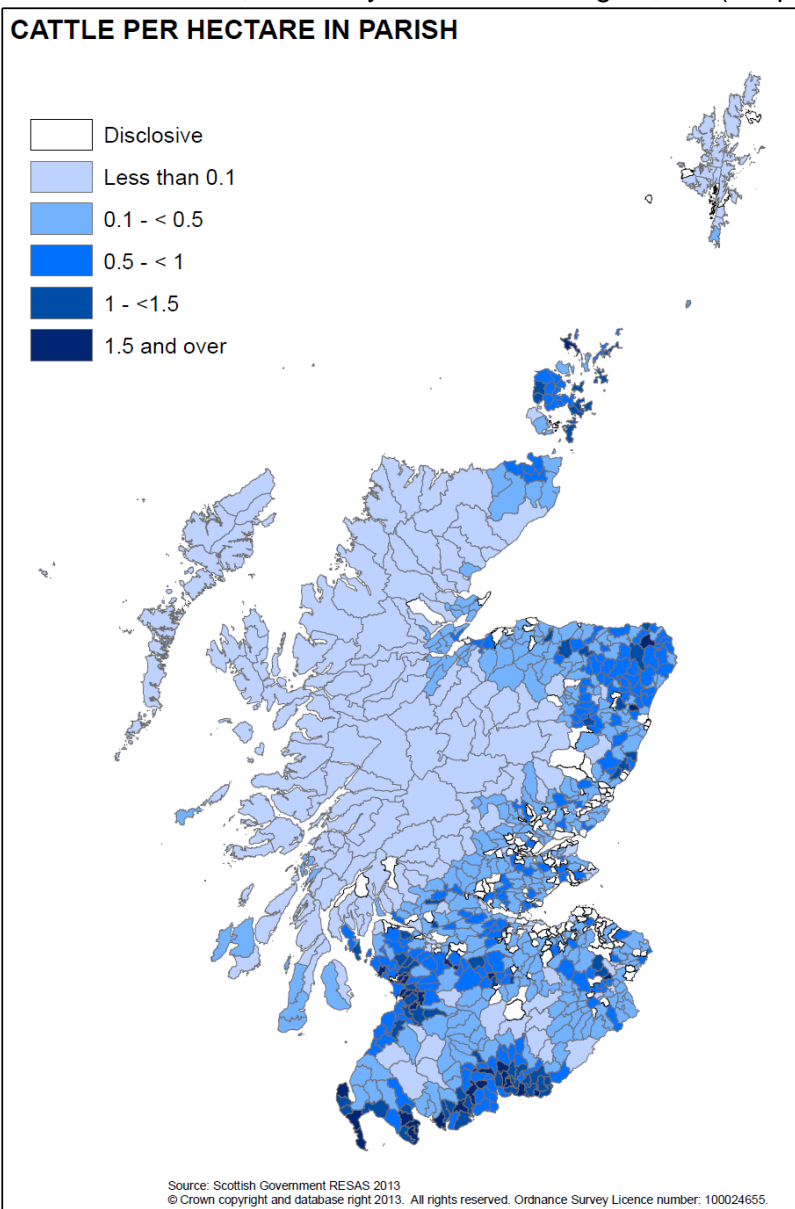 CATTLE PER HECTARE IN PARISH
Disclosive
Less than 0.1
0.1 - < 0.5
0.5 - < 1
1 - <1.5
1.5 and over
Source: Scottish Government RESAS 2013
© Crown copyright and database right 2013. All rights reserved. Ordnance Survey Licence number: 100024655.